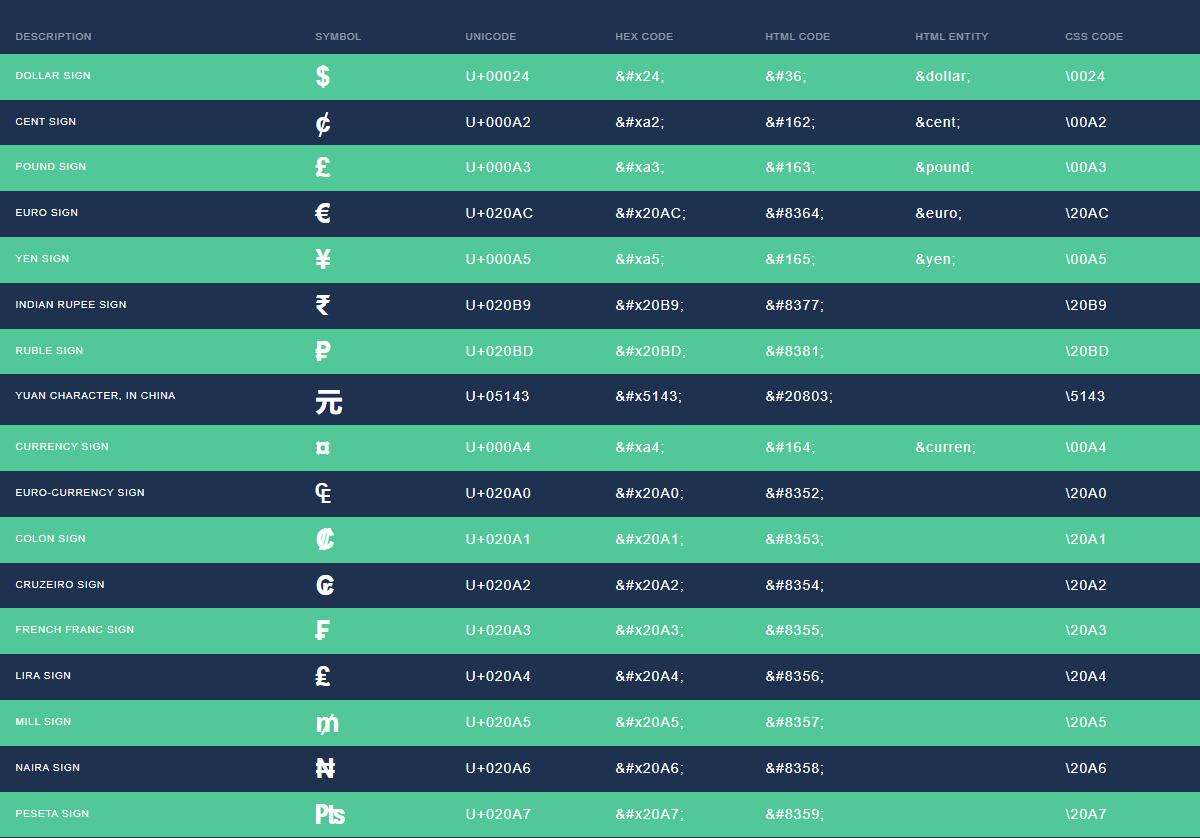 DESCRIPTION SYMBOL UNICODE HEX CODE HTML CODE HTML ENTITY CSS CODE
DOLLAR SIGN $ U+00024 &#x24; &#36; &dollar; \0024
CENT SIGN ¢ U+000A2 &#xa2; &#162; &cent; \00A2
POUND SIGN £ U+000A3 &#xa3; &#163; &pound; \00A3
EURO SIGN € U+020AC &#x20AC; &#8364; &euro; \20AC
YEN SIGN ¥ U+000A5 &#xa5; &#165; &yen; \00A5
INDIAN RUPEE SIGN ₹ U+020B9 &#x20B9; &#8377; \20B9
RUBLE SIGN ₽ U+020BD &#x20BD; &#8381; \20BD
YUAN CHARACTER, IN CHINA 元 U+05143 &#x5143; &#20803; \5143
CURRENCY SIGN ¤ U+000A4 &#xa4; &#164; &curren; \00A4
EURO-CURRENCY SIGN ₠ U+020A0 &#x20A0; &#8352; \20A0
COLON SIGN ₡ U+020A1 &#x20A1; &#8353; \20A1
CRUZEIRO SIGN ₢ U+020A2 &#x20A2; &#8354; \20A2
FRENCH FRANC SIGN ₣ U+020A3 &#x20A3; &#8355; \20A3
LIRA SIGN ₤ U+020A4 &#x20A4; &#8356; \20A4
MILL SIGN ₥ U+020A5 &#x20A5; &#8357; \20A5
NAIRA SIGN ₦ U+020A6 &#x20A6; &#8358; \20A6
PESETA SIGN ₧ U+020A7 &#x20A7; &#8359; \20A7